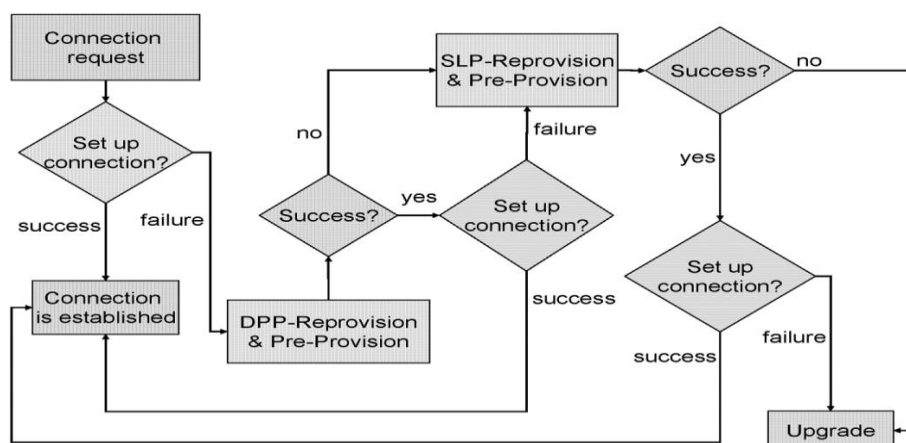 Connection
request
Set up
connection?
success
failure
Connection
is established
DPP-Reprovision
& Pre-Provision
Success?
no
yes
Set up
connection?
failure
success
SLP-Reprovision
& Pre-Provision
Success?
no
yes
Set up
connection?
success
failure
Upgrade